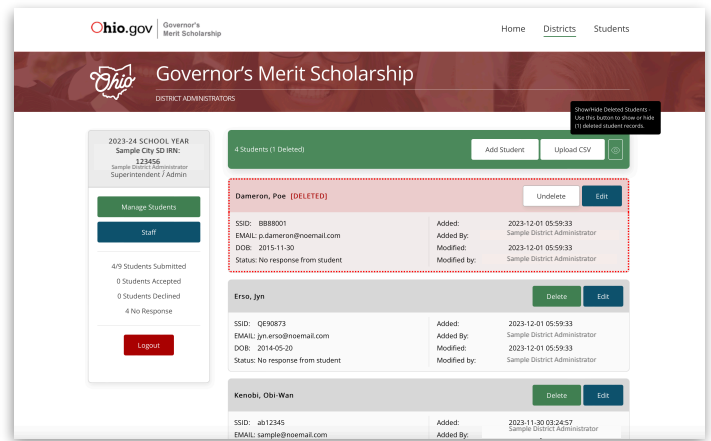 Ohio.gov
Governor's
Merit Scholarship
Home Districts Students
Ohio
Governor's Merit Scholarship
DISTRICT ADMINISTRATORS
Show/Hide Deleted Students -
Use this button to show or hide
(1) deleted student records.
2023-24 SCHOOL YEAR
Sample City SD IRN:
123456
Sample District Administrator
Superintendent / Admin
Manage Students
Staff
4/9 Students Submitted
0 Students Accepted
0 Students Declined
4 No Response
Logout
4 Students (1 Deleted)
Add Student Upload CSV
Dameron, Poe [DELETED] Undelete Edit
SSID: BB88001 Added: 2023-12-01 05:59:33
EMAIL: p.dameron@noemail.com Added By: Sample District Administrator
DOB: 2015-11-30 Modified: 2023-12-01 05:59:33
Status: No response from student Modified by: Sample District Administrator
Erso, Jyn Delete Edit
SSID: QE90873 Added: 2023-12-01 05:59:33
EMAIL: jyn.erso@noemail.com Added By: Sample District Administrator
DOB: 2014-05-20 Modified: 2023-12-01 05:59:33
Status: No response from student Modified by: Sample District Administrator
Kenobi, Obi-Wan Delete Edit
SSID: ab12345 Added: 2023-11-30 03:24:57
EMAIL: sample@noemail.com Added By: Sample District Administrator